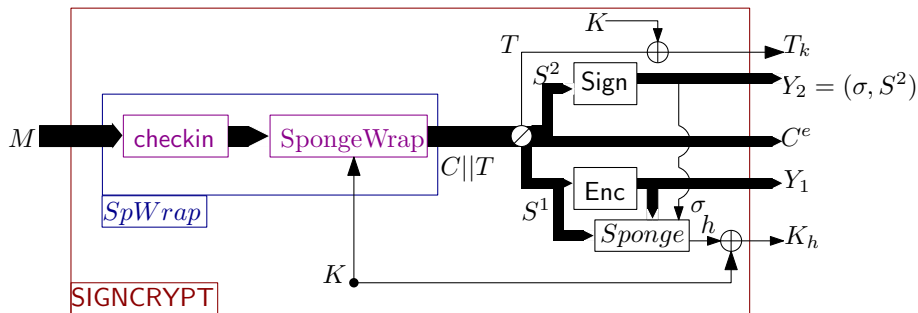 K
T
T_k
S^2
Sign
Y_2 = (σ, S^2)
M
checkin
SpongeWrap
C^e
C||T
Enc
Y_1
S^1
SpWrap
σ
Sponge
h
K_h
K
SIGNCRYPT